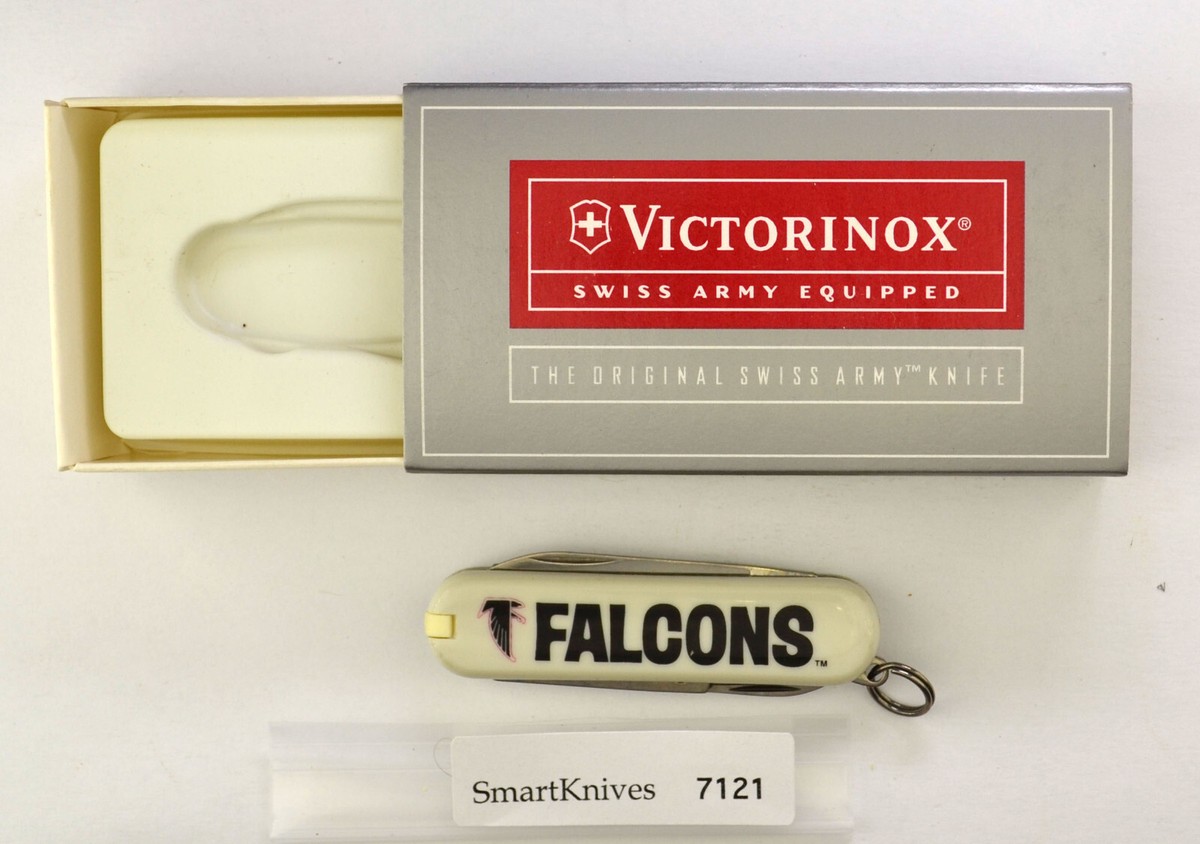 VICTORINOX®
SWISS ARMY EQUIPPED
THE ORIGINAL SWISS ARMY™ KNIFE
FALCONS™
SmartKnives 7121